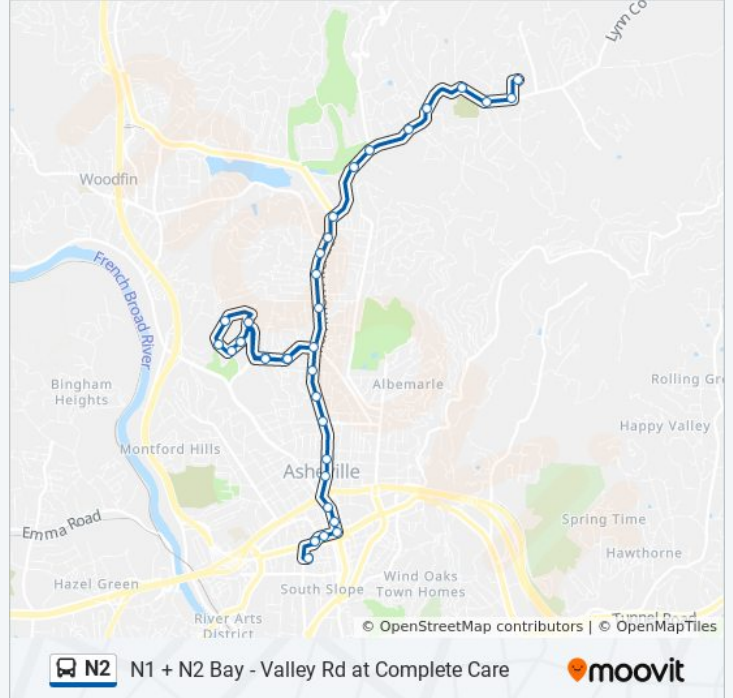 Lynn Co
Woodfin
French Broad River
Bingham
Heights
Albemarle
Rolling Gr
Happy Valley
Montford Hills
Asheville
Spring Time
Emma Road
Hawthorne
Hazel Green
South Slope
Wind Oaks
Town Homes
River Arts
District
Tunnel Road
© OpenStreetMap contributors | © OpenMapTiles
N2 N1 + N2 Bay - Valley Rd at Complete Care moovit